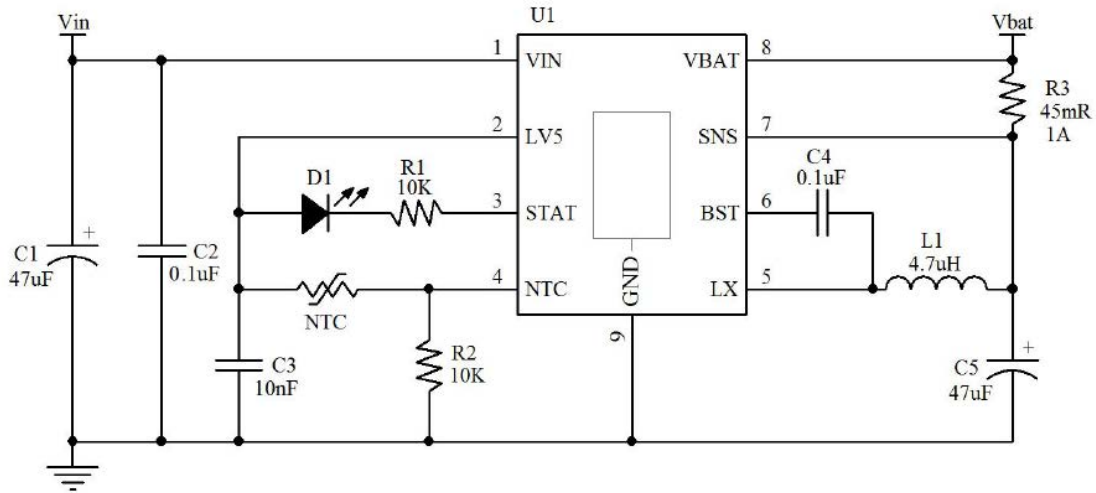 U1
Vin
Vbat
1
VIN
VBAT
8
R3
45mR
1A
2
LV5
SNS
7
D1
R1
10K
C4
0.1uF
3
STAT
BST
6
C1
+
47uF
C2
0.1uF
L1
4.7uH
4
NTC
LX
5
GND
NTC
9
R2
10K
C3
10nF
C5
+
47uF